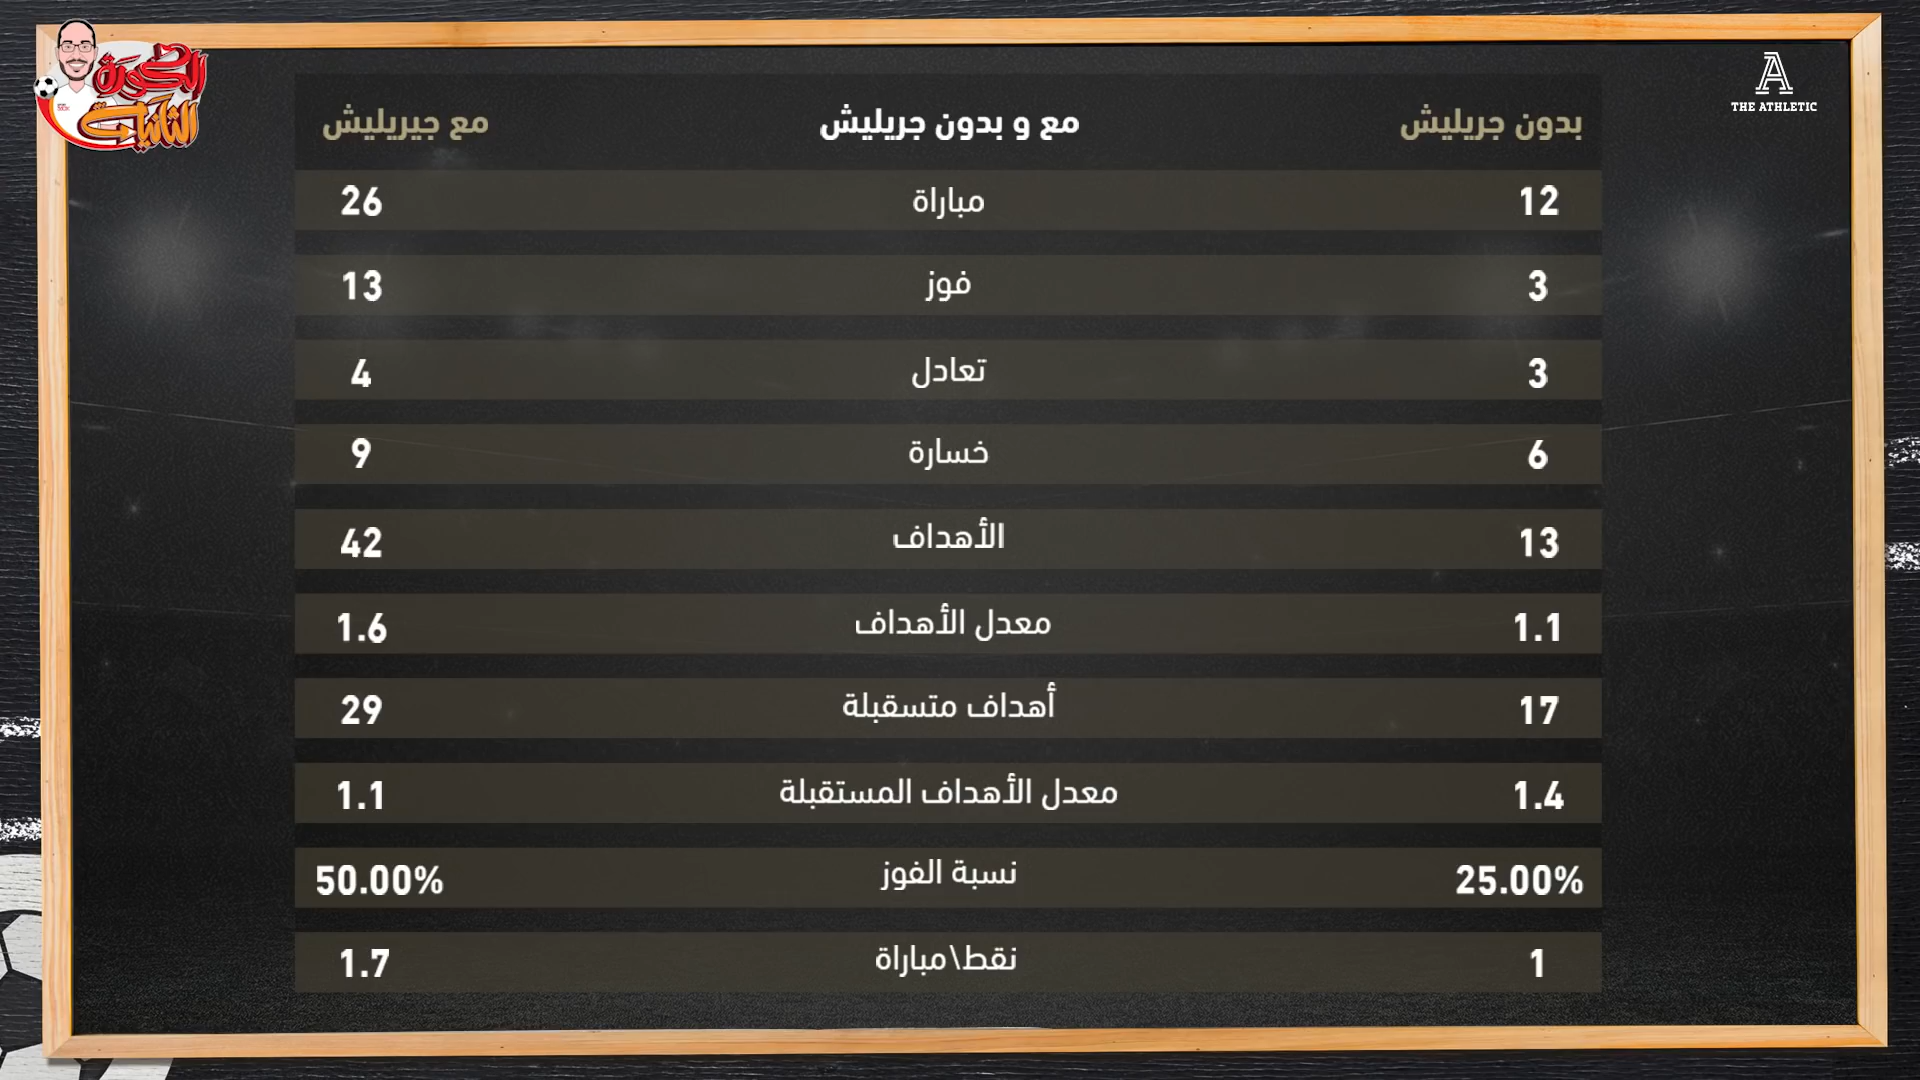 الكورة
الثانية
THE ATHLETIC
بدون جريليش مع و بدون جريليش مع جيريليش
12 مباراة 26
3 فوز 13
3 تعادل 4
6 خسارة 9
13 الأهداف 42
1.1 معدل الأهداف 1.6
17 أهداف متسقبلة 29
1.4 معدل الأهداف المستقبلة 1.1
25.00% نسبة الفوز 50.00%
1 نقط\مباراة 1.7